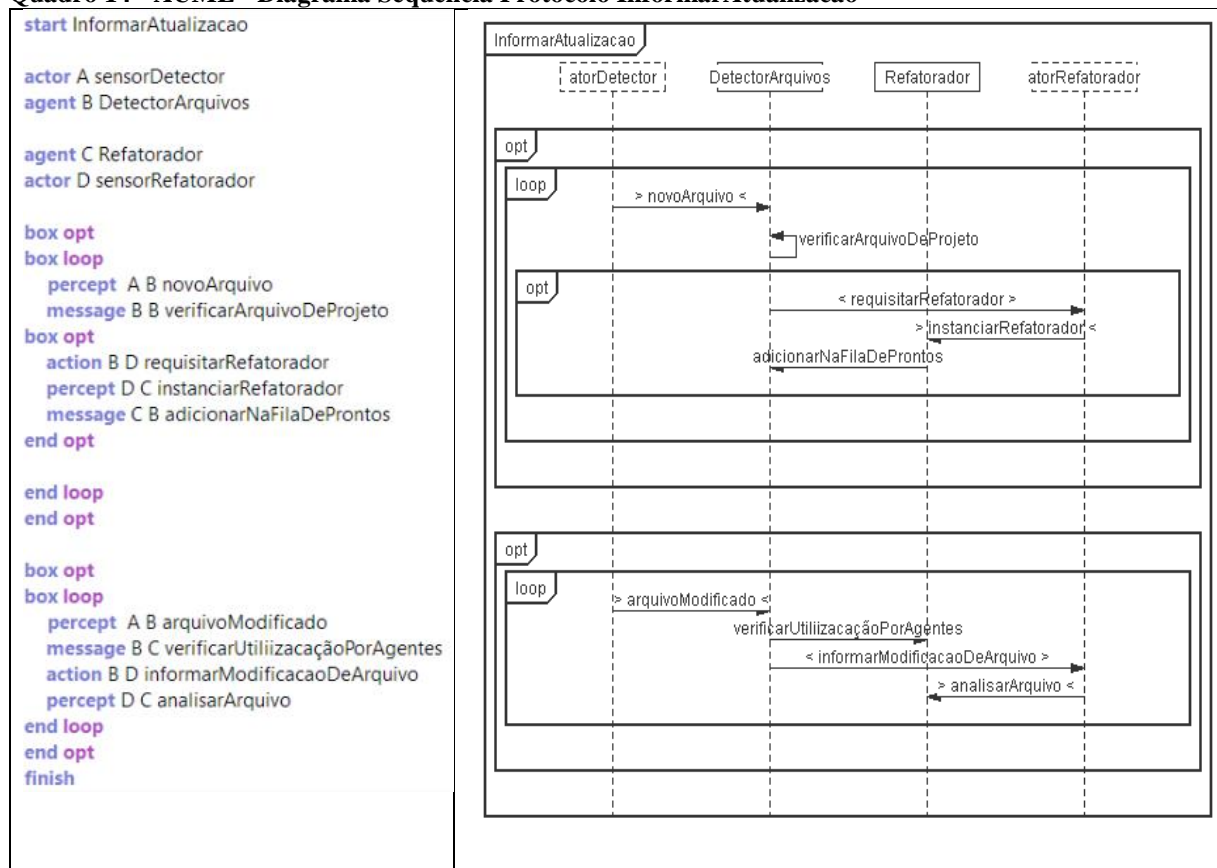 Quadro 14 - AUML - Diagrama Sequência Protocolo InformarAtualizacao
start InformarAtualizacao
actor A sensorDetector
agent B DetectorArquivos
agent C Refatorador
actor D sensorRefatorador
box opt
box loop
percept A B novoArquivo
message B B verificarArquivoDeProjeto
box opt
action B D requisitarRefatorador
percept D C instanciarRefatorador
message C B adicionarNaFilaDeProntos
end opt
end loop
end opt
box opt
box loop
percept A B arquivoModificado
message B C verificarUtiliizacaçãoPorAgentes
action B D informarModificacaoDeArquivo
percept D C analisarArquivo
end loop
end opt
finish
InformarAtualizacao
atorDetector DetectorArquivos Refatorador atorRefatorador
opt
loop
> novoArquivo <
verificarArquivoDeProjeto
opt
< requisitarRefatorador >
> instanciarRefatorador <
adicionarNaFilaDeProntos
opt
loop
> arquivoModificado <
verificarUtiliizacaçãoPorAgentes
< informarModificacaoDeArquivo >
> analisarArquivo <